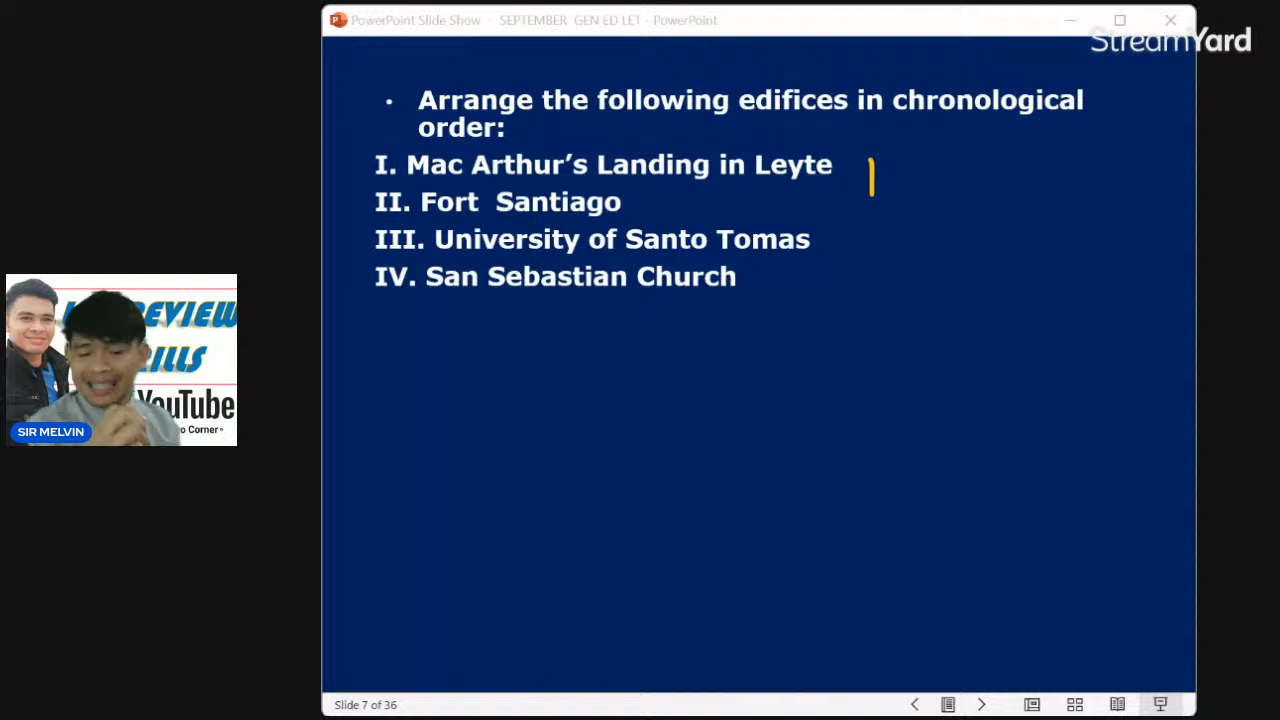 PowerPoint Slide Show - SEPTEMBER GEN ED LET - PowerPoint
StreamYard
• Arrange the following edifices in chronological
order:
I. Mac Arthur’s Landing in Leyte
II. Fort Santiago
III. University of Santo Tomas
IV. San Sebastian Church
REVIEW
YouTube
SIR MELVIN
Corner
Slide 7 of 36